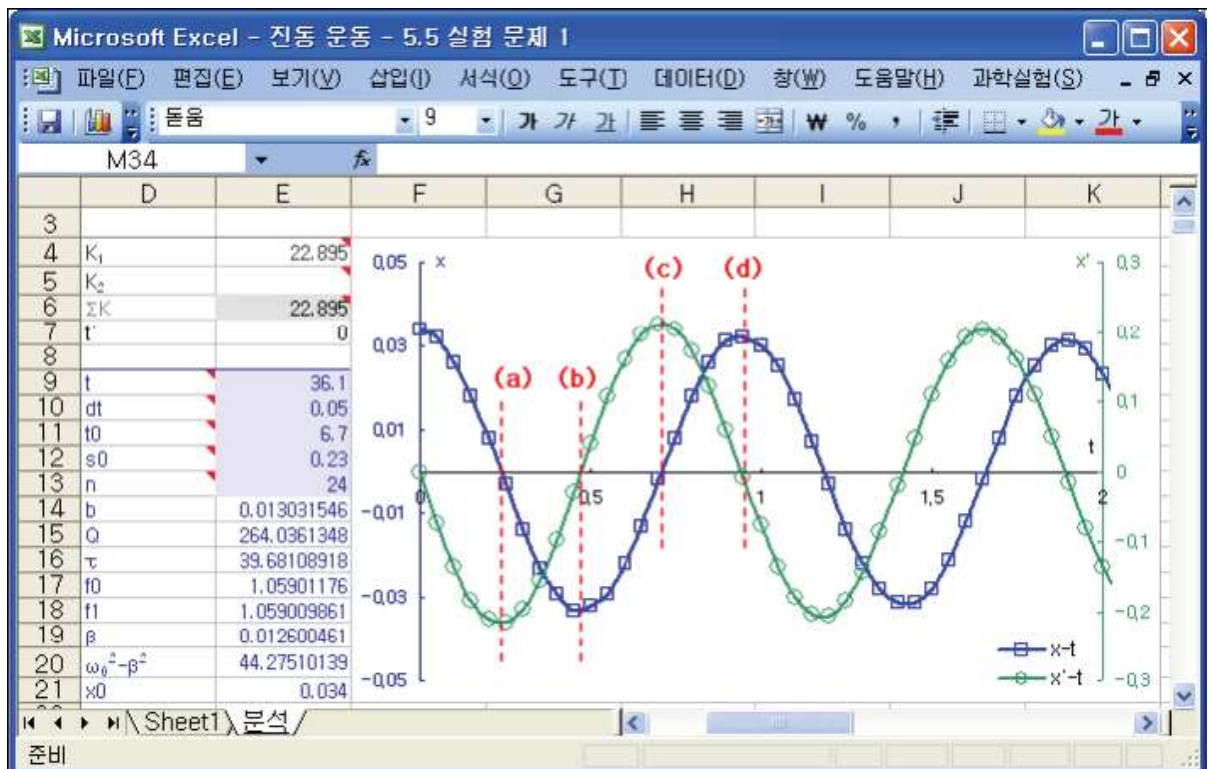 Microsoft Excel - 진동 운동 - 5.5 실험 문제 1
파일(F) 편집(E) 보기(V) 삽입(I) 서식(O) 도구(T) 데이터(D) 창(W) 도움말(H) 과학실험(S)
돋움 9 가 가 가 ₩ % , 가
M34 fx
D E F G H I J K
3
4 K₁ 22.895
5 K₂
6 ΣK 22.895
7 t' 0
8
9 t 36.1
10 dt 0.05
11 t0 6.7
12 s0 0.23
13 n 24
14 b 0.013031546
15 Q 264.0361348
16 τ 39.68108918
17 f0 1.05901176
18 f1 1.059009861
19 β 0.012600461
20 ω₀²-β² 44.27510139
21 x0 0.034
0,05 x (c) (d) x' 0,3
0,03 0,2
(a) (b)
0,01 0,1
t
0
0 0,5 1 1,5 2
-0,01 -0,1
-0,03 -0,2
x-t
-0,05 x'-t -0,3
Sheet1 분석
준비